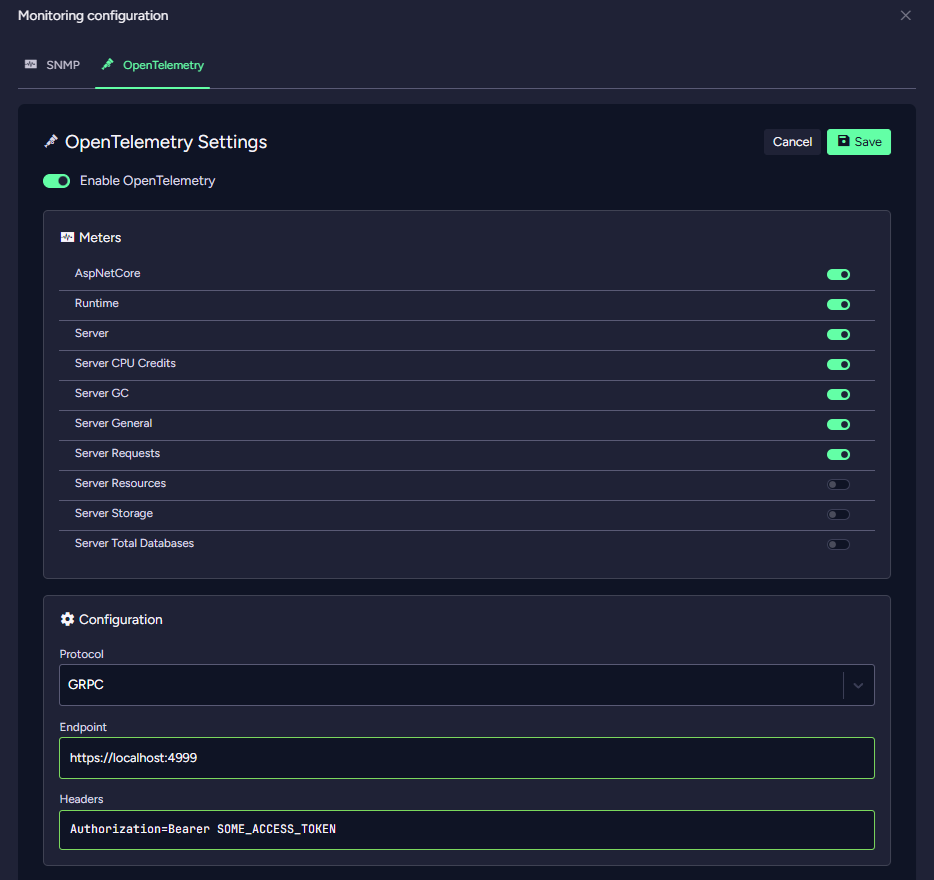 Monitoring configuration
SNMP
OpenTelemetry
OpenTelemetry Settings
Cancel
Save
Enable OpenTelemetry
Meters
AspNetCore
Runtime
Server
Server CPU Credits
Server GC
Server General
Server Requests
Server Resources
Server Storage
Server Total Databases
Configuration
Protocol
GRPC
Endpoint
https://localhost:4999
Headers
Authorization=Bearer SOME_ACCESS_TOKEN